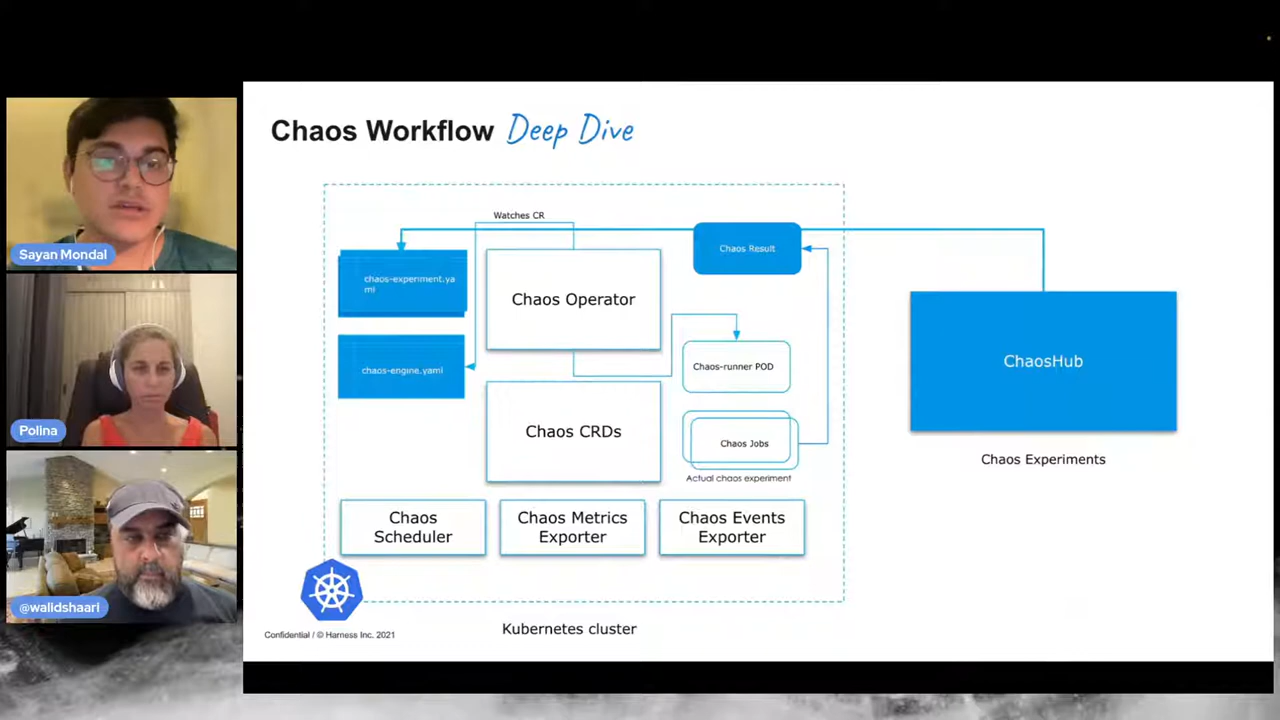 Chaos Workflow Deep Dive
Watches CR
Chaos Result
chaos-experiment.ya
ml
Chaos Operator
chaos-engine.yaml
Chaos-runner POD
ChaosHub
Chaos CRDs
Chaos Jobs
Actual chaos experiment
Chaos Experiments
Chaos
Scheduler
Chaos Metrics
Exporter
Chaos Events
Exporter
Kubernetes cluster
Confidential / © Harness Inc. 2021
Sayan Mondal
Polina
@walidshaari